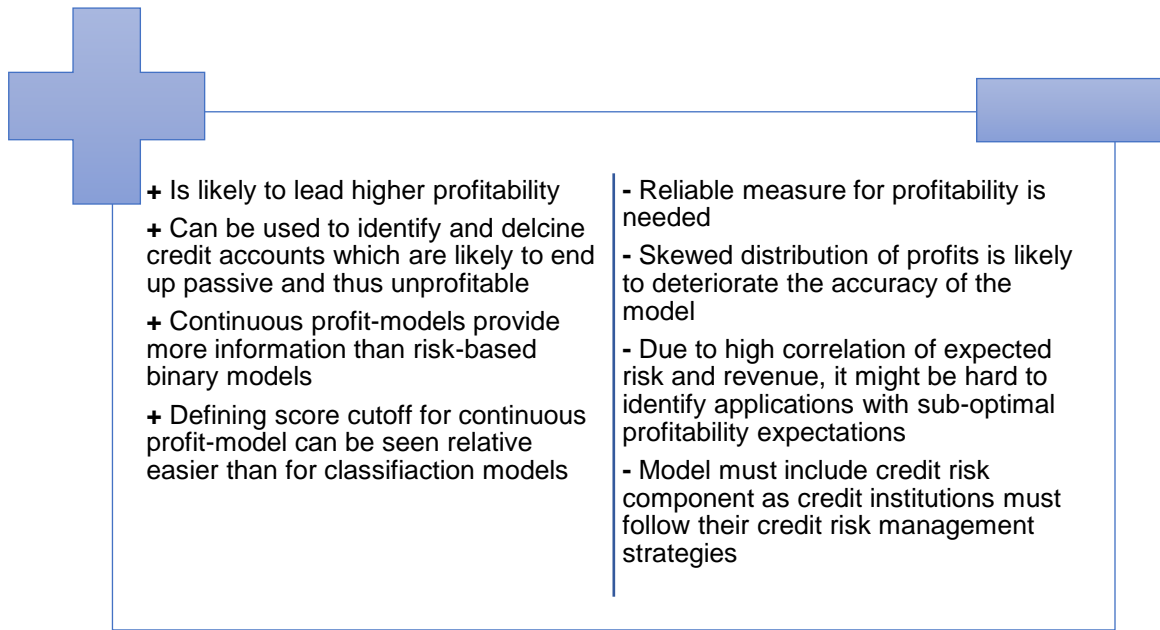 + Is likely to lead higher profitability
+ Can be used to identify and delcine
credit accounts which are likely to end
up passive and thus unprofitable
+ Continuous profit-models provide
more information than risk-based
binary models
+ Defining score cutoff for continuous
profit-model can be seen relative
easier than for classifiaction models
- Reliable measure for profitability is
needed
- Skewed distribution of profits is likely
to deteriorate the accuracy of the
model
- Due to high correlation of expected
risk and revenue, it might be hard to
identify applications with sub-optimal
profitability expectations
- Model must include credit risk
component as credit institutions must
follow their credit risk management
strategies